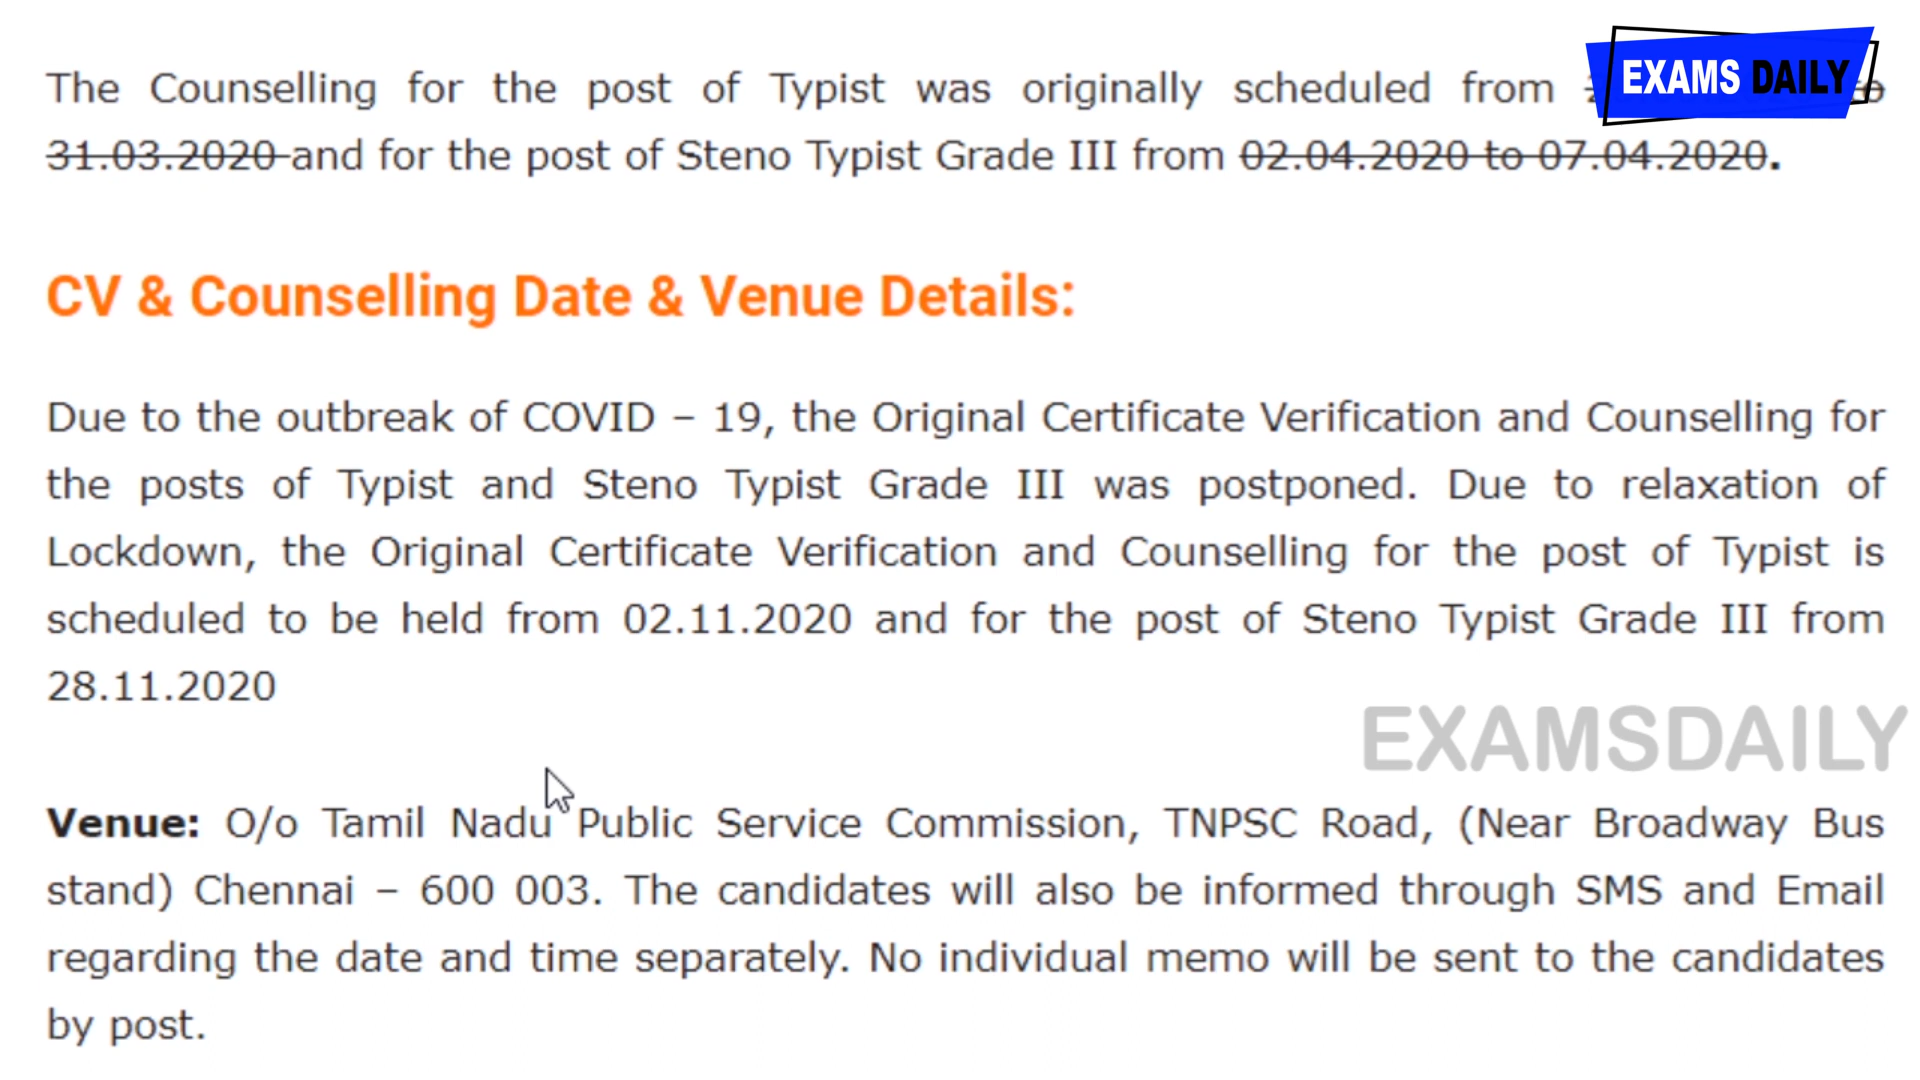 EXAMS DAILY
The Counselling for the post of Typist was originally scheduled from
31.03.2020 and for the post of Steno Typist Grade III from 02.04.2020 to 07.04.2020.
CV & Counselling Date & Venue Details:
Due to the outbreak of COVID – 19, the Original Certificate Verification and Counselling for
the posts of Typist and Steno Typist Grade III was postponed. Due to relaxation of
Lockdown, the Original Certificate Verification and Counselling for the post of Typist is
scheduled to be held from 02.11.2020 and for the post of Steno Typist Grade III from
28.11.2020
EXAMSDAILY
Venue: O/o Tamil Nadu Public Service Commission, TNPSC Road, (Near Broadway Bus
stand) Chennai – 600 003. The candidates will also be informed through SMS and Email
regarding the date and time separately. No individual memo will be sent to the candidates
by post.